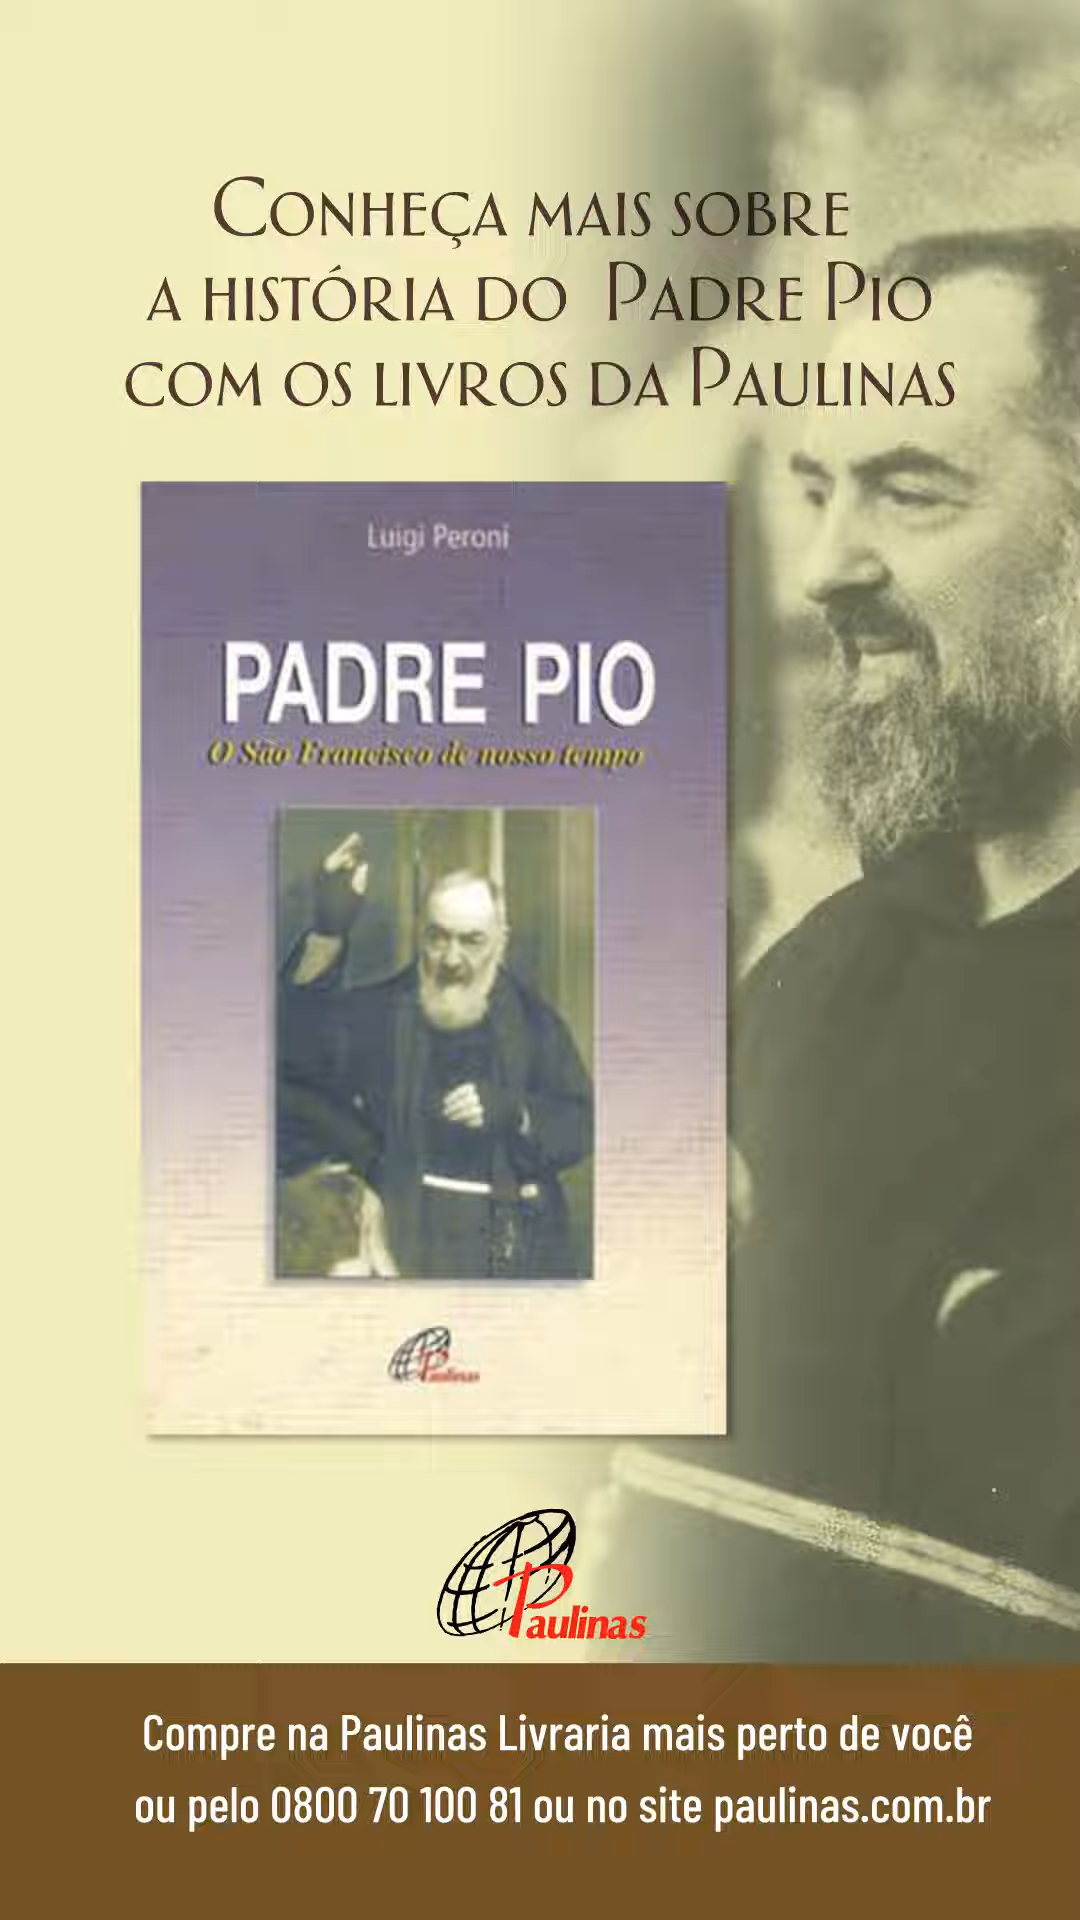 Conheça mais sobre
a história do Padre Pio
com os livros da Paulinas
Luigi Peroni
PADRE PIO
O São Francisco de nosso tempo
Paulinas
Paulinas
Compre na Paulinas Livraria mais perto de você
ou pelo 0800 70 100 81 ou no site paulinas.com.br